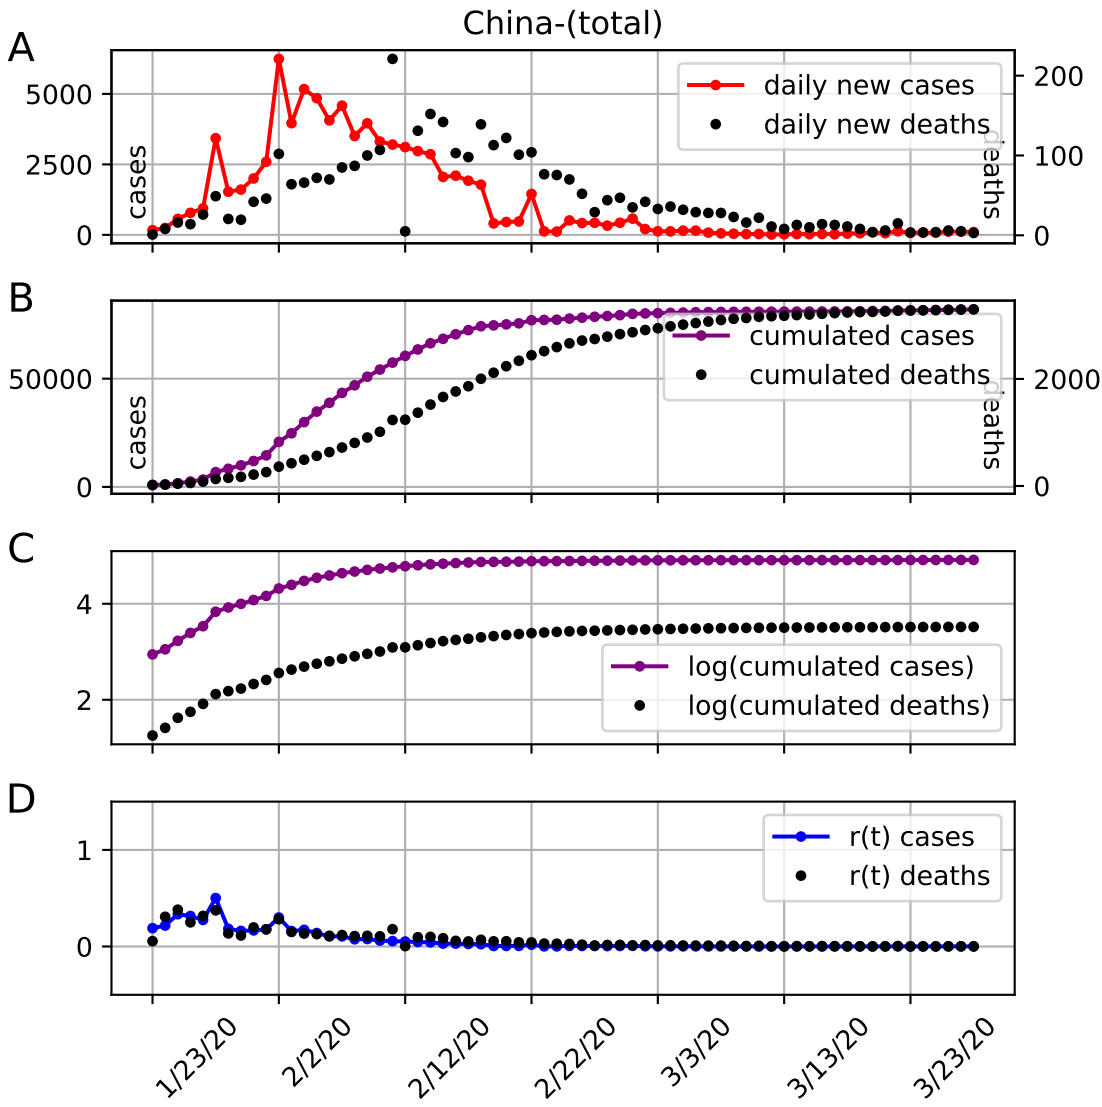 China-(total)
A
5000
2500
0
cases
daily new cases
daily new deaths
200
100
0
deaths
B
50000
0
cases
cumulated cases
cumulated deaths
2000
0
deaths
C
4
2
log(cumulated cases)
log(cumulated deaths)
D
1
0
r(t) cases
r(t) deaths
1/23/20
2/2/20
2/12/20
2/22/20
3/3/20
3/13/20
3/23/20